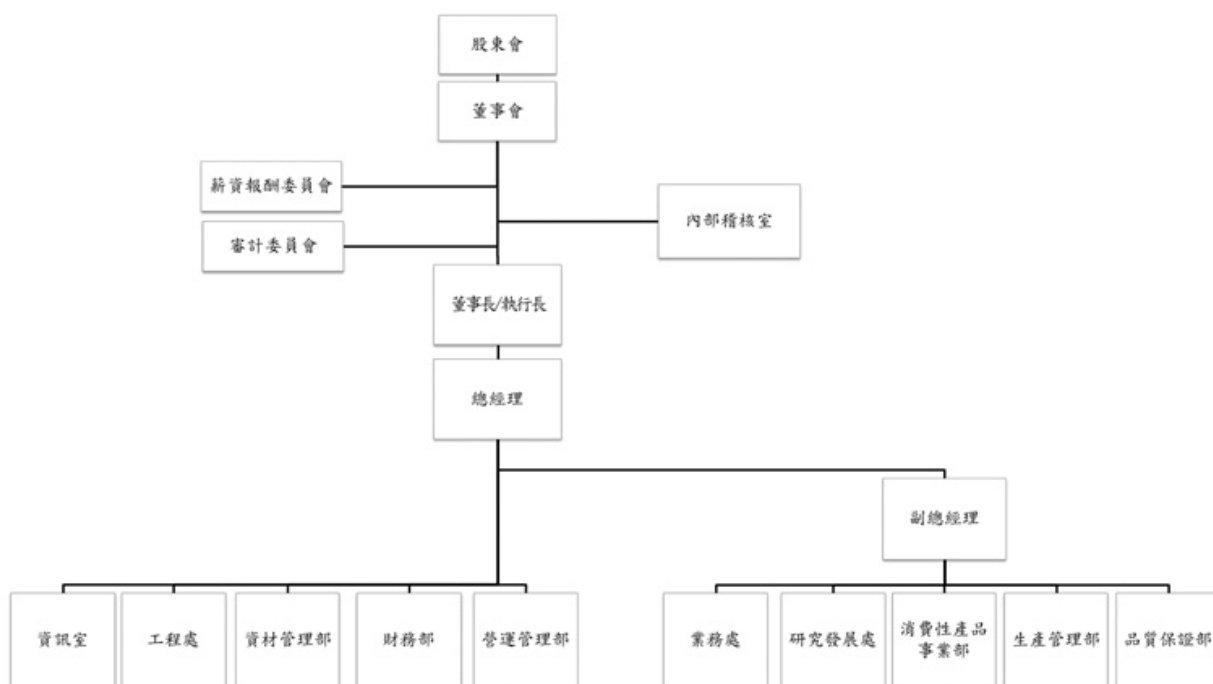 股東會
董事會
薪資報酬委員會
內部稽核室
審計委員會
董事長/執行長
總經理
副總經理
資訊室
工程處
資材管理部
財務部
營運管理部
業務處
研究發展處
消費性產品
事業部
生產管理部
品質保證部